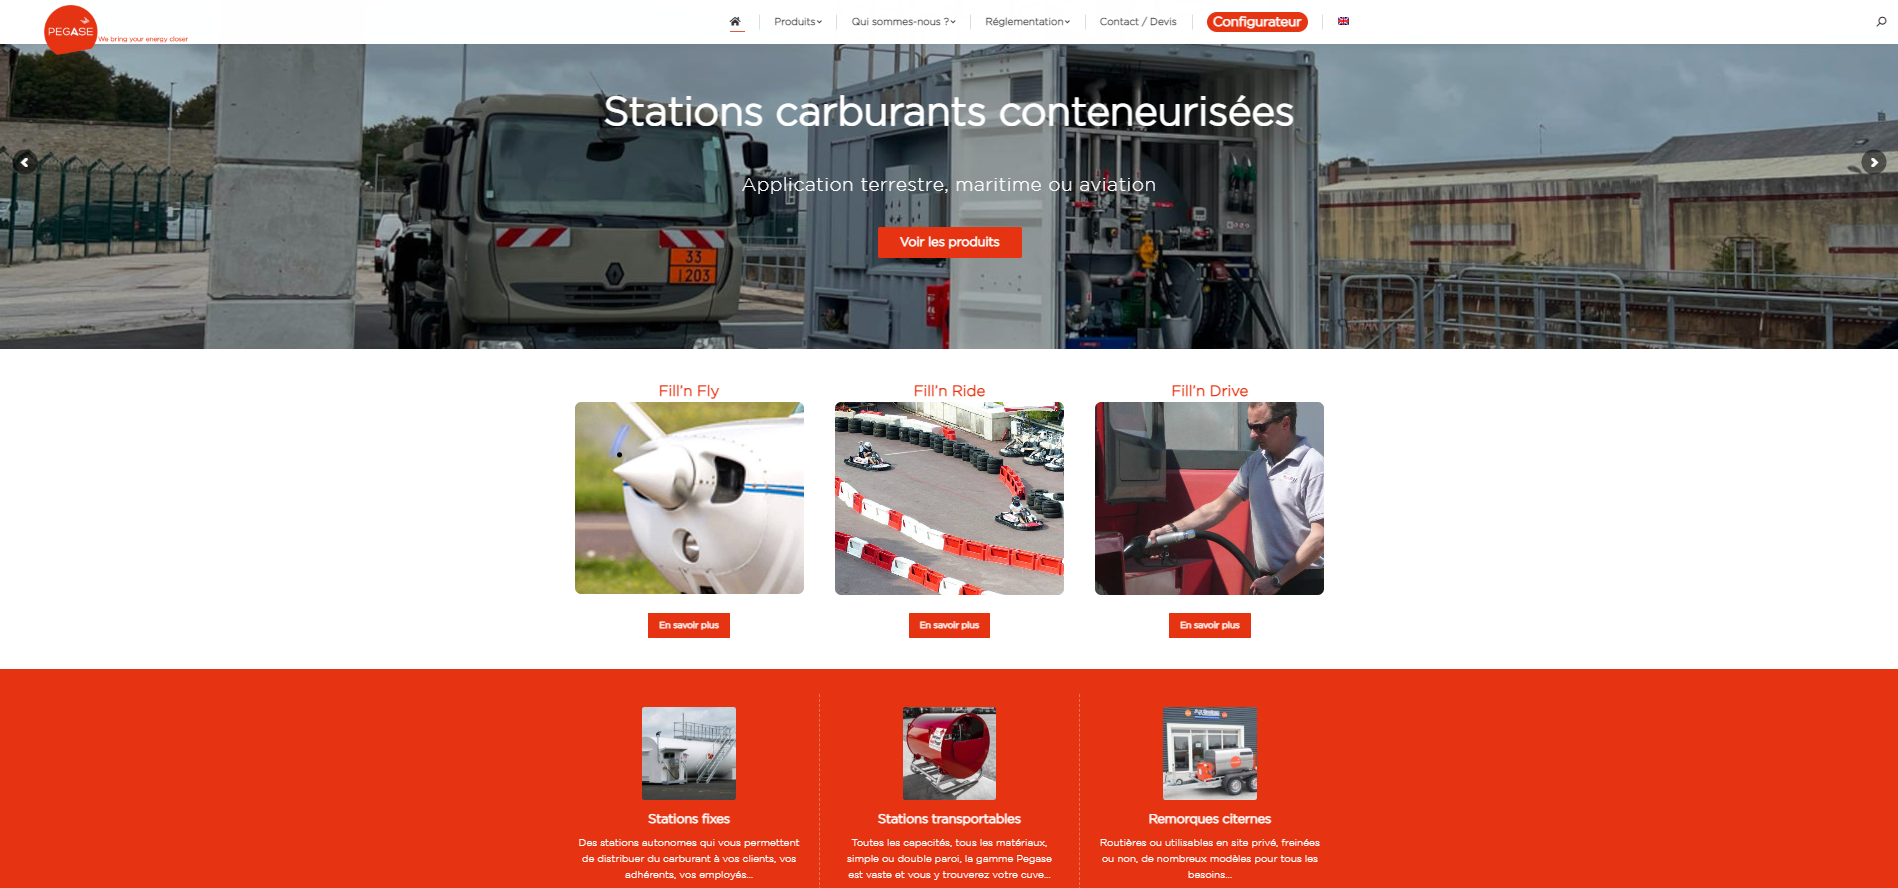 PEGASE
We bring your energy closer
Produits
Qui sommes-nous ?
Réglementation
Contact / Devis
Configurateur
Stations carburants conteneurisées
Application terrestre, maritime ou aviation
Voir les produits
33
1203
Fill'n Fly
Fill'n Ride
Fill'n Drive
En savoir plus
En savoir plus
En savoir plus
Stations fixes
Des stations autonomes qui vous permettent
de distribuer du carburant à vos clients, vos
adhérents, vos employés...
Stations transportables
Toutes les capacités, tous les matériaux,
simple ou double paroi, la gamme Pegase
est vaste et vous y trouverez votre cuve...
Remorques citernes
Routières ou utilisables en site privé, freinées
ou non, de nombreux modèles pour tous les
besoins...